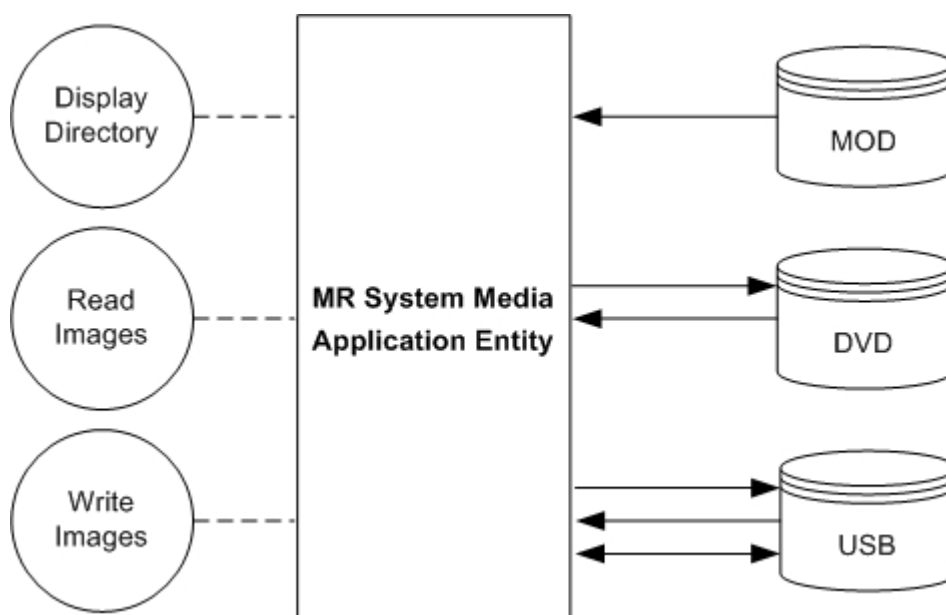 Display
Directory
MOD
Read
Images
MR System Media
Application Entity
DVD
Write
Images
USB